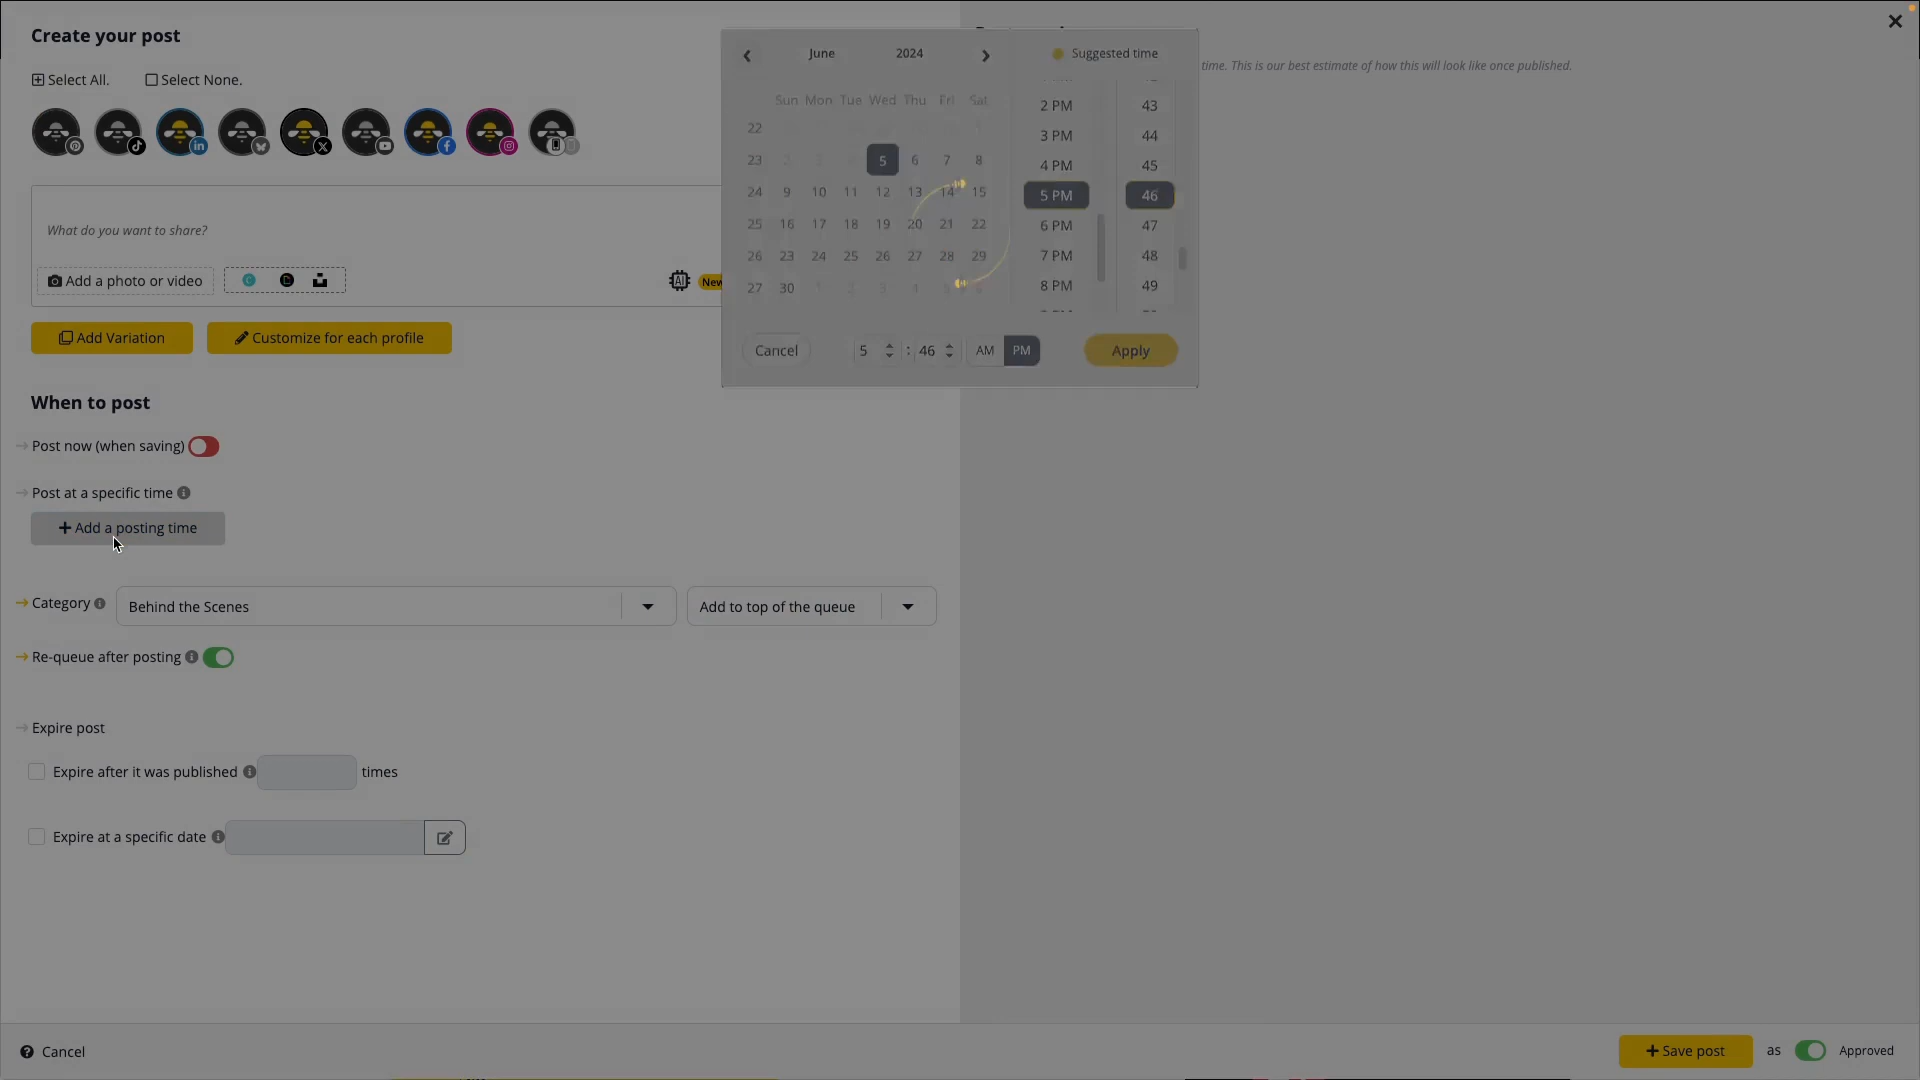 Create your post
Select All.
Select None.
What do you want to share?
Add a photo or video
AI
New
Add Variation
Customize for each profile
When to post
Post now (when saving)
Post at a specific time
Add a posting time
Category
Behind the Scenes
Add to top of the queue
Re-queue after posting
Expire post
Expire after it was published
times
Expire at a specific date
Cancel
June 2024
Sun Mon Tue Wed Thu Fri Sat
22 1
23 2 5 6 7 8
24 9 10 11 12 13 14 15
25 16 17 18 19 20 21 22
26 23 24 25 26 27 28 29
27 30 1 2 3 4 5
Suggested time
2 PM 43
3 PM 44
4 PM 45
5 PM 46
6 PM 47
7 PM 48
8 PM 49
Cancel
5 : 46 AM PM
Apply
time. This is our best estimate of how this will look like once published.
Save post
as
Approved